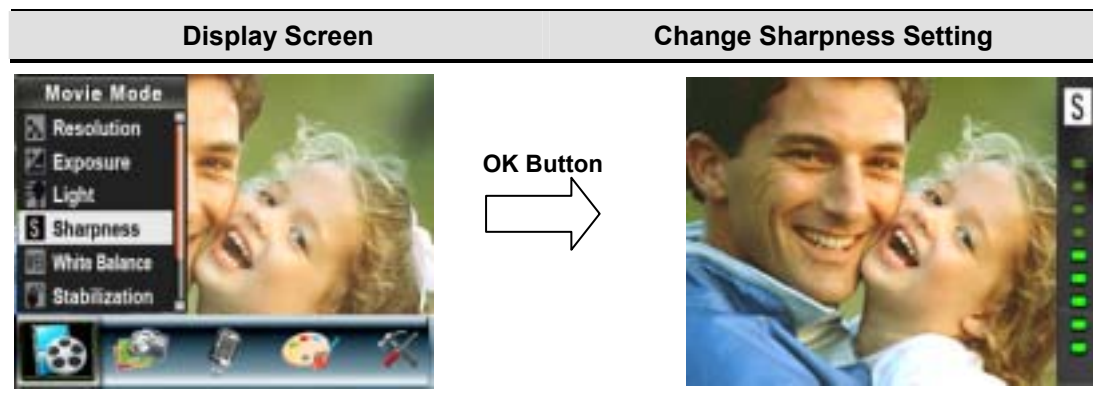 Display Screen
Change Sharpness Setting
Movie Mode
Resolution
Exposure
Light
S Sharpness
White Balance
Stabilization
OK Button
S